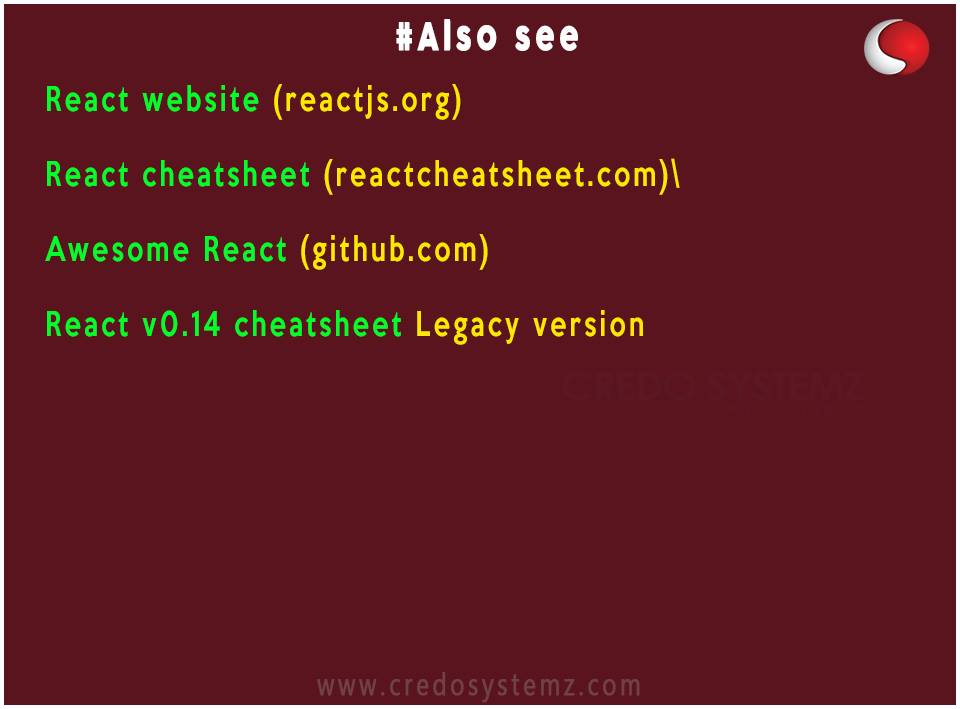 #Also see
React website (reactjs.org)
React cheatsheet (reactcheatsheet.com)\
Awesome React (github.com)
React v0.14 cheatsheet Legacy version
CREDO SYSTEMZ
www.credosystemz.com